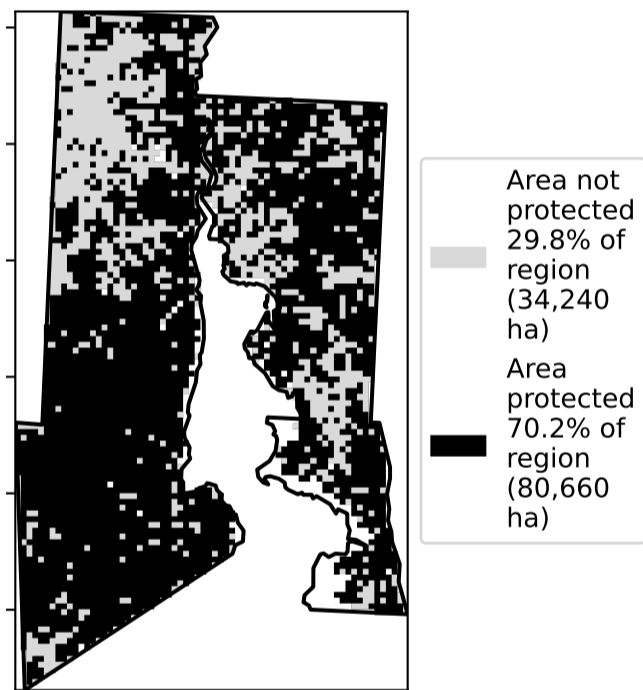 Area not
protected
29.8% of
region
(34,240
ha)
Area
protected
70.2% of
region
(80,660
ha)